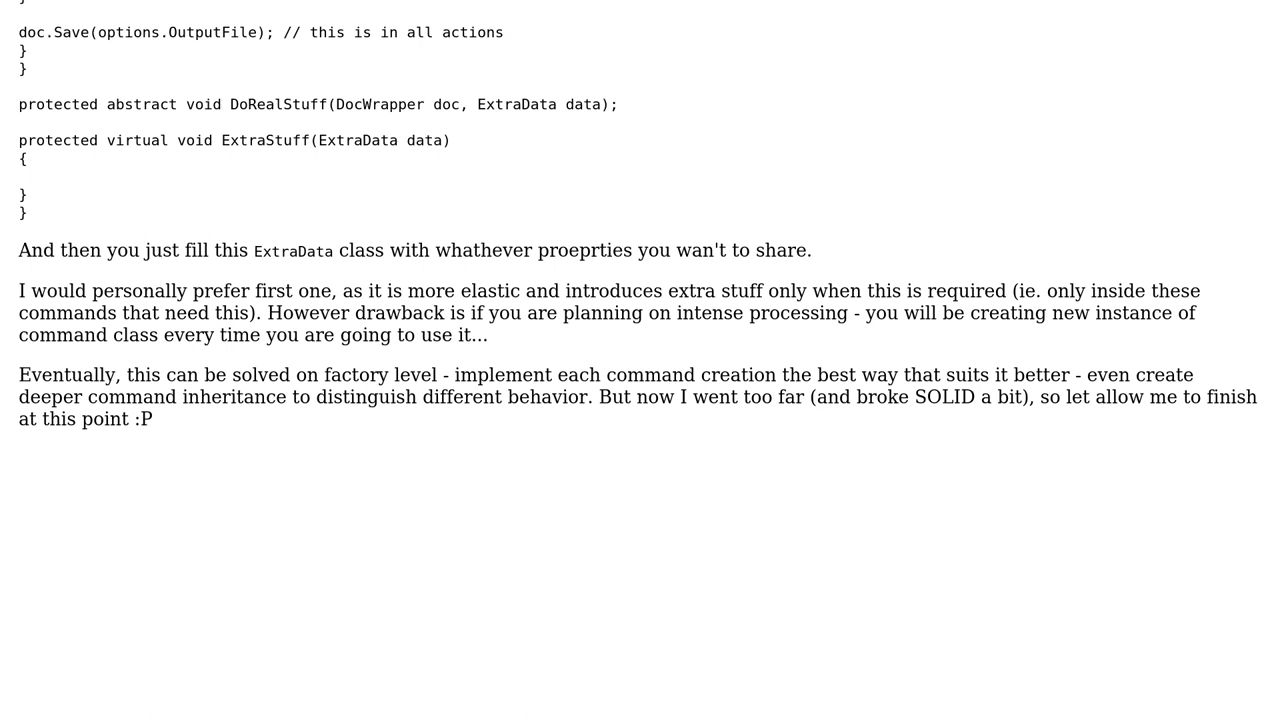 }
doc.Save(options.OutputFile); // this is in all actions
}
}
protected abstract void DoRealStuff(DocWrapper doc, ExtraData data);
protected virtual void ExtraStuff(ExtraData data)
{
}
}
And then you just fill this ExtraData class with whathever proeprties you wan't to share.
I would personally prefer first one, as it is more elastic and introduces extra stuff only when this is required (ie. only inside these
commands that need this). However drawback is if you are planning on intense processing - you will be creating new instance of
command class every time you are going to use it...
Eventually, this can be solved on factory level - implement each command creation the best way that suits it better - even create
deeper command inheritance to distinguish different behavior. But now I went too far (and broke SOLID a bit), so let allow me to finish
at this point :P